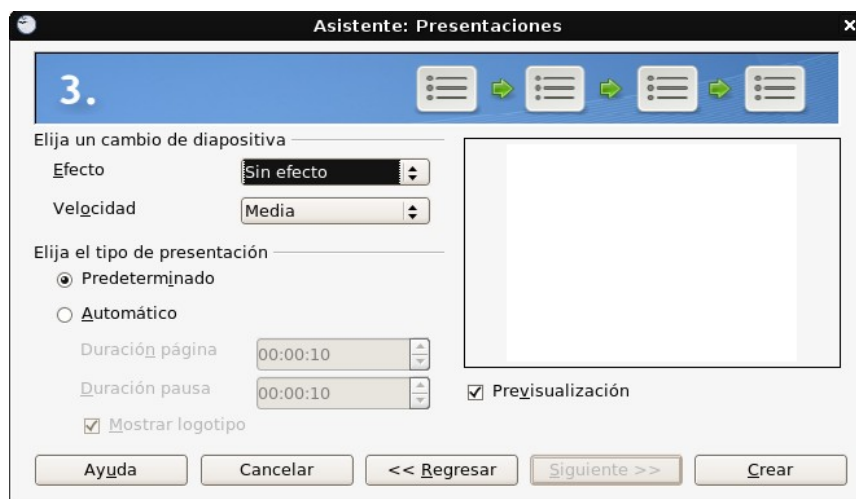 Asistente: Presentaciones
3.
Elija un cambio de diapositiva
Efecto Sin efecto
Velocidad Media
Elija el tipo de presentación
Predeterminado
Automático
Duración página 00:00:10
Duración pausa 00:00:10
Mostrar logotipo
Previsualización
Ayuda Cancelar << Regresar Siguiente >> Crear